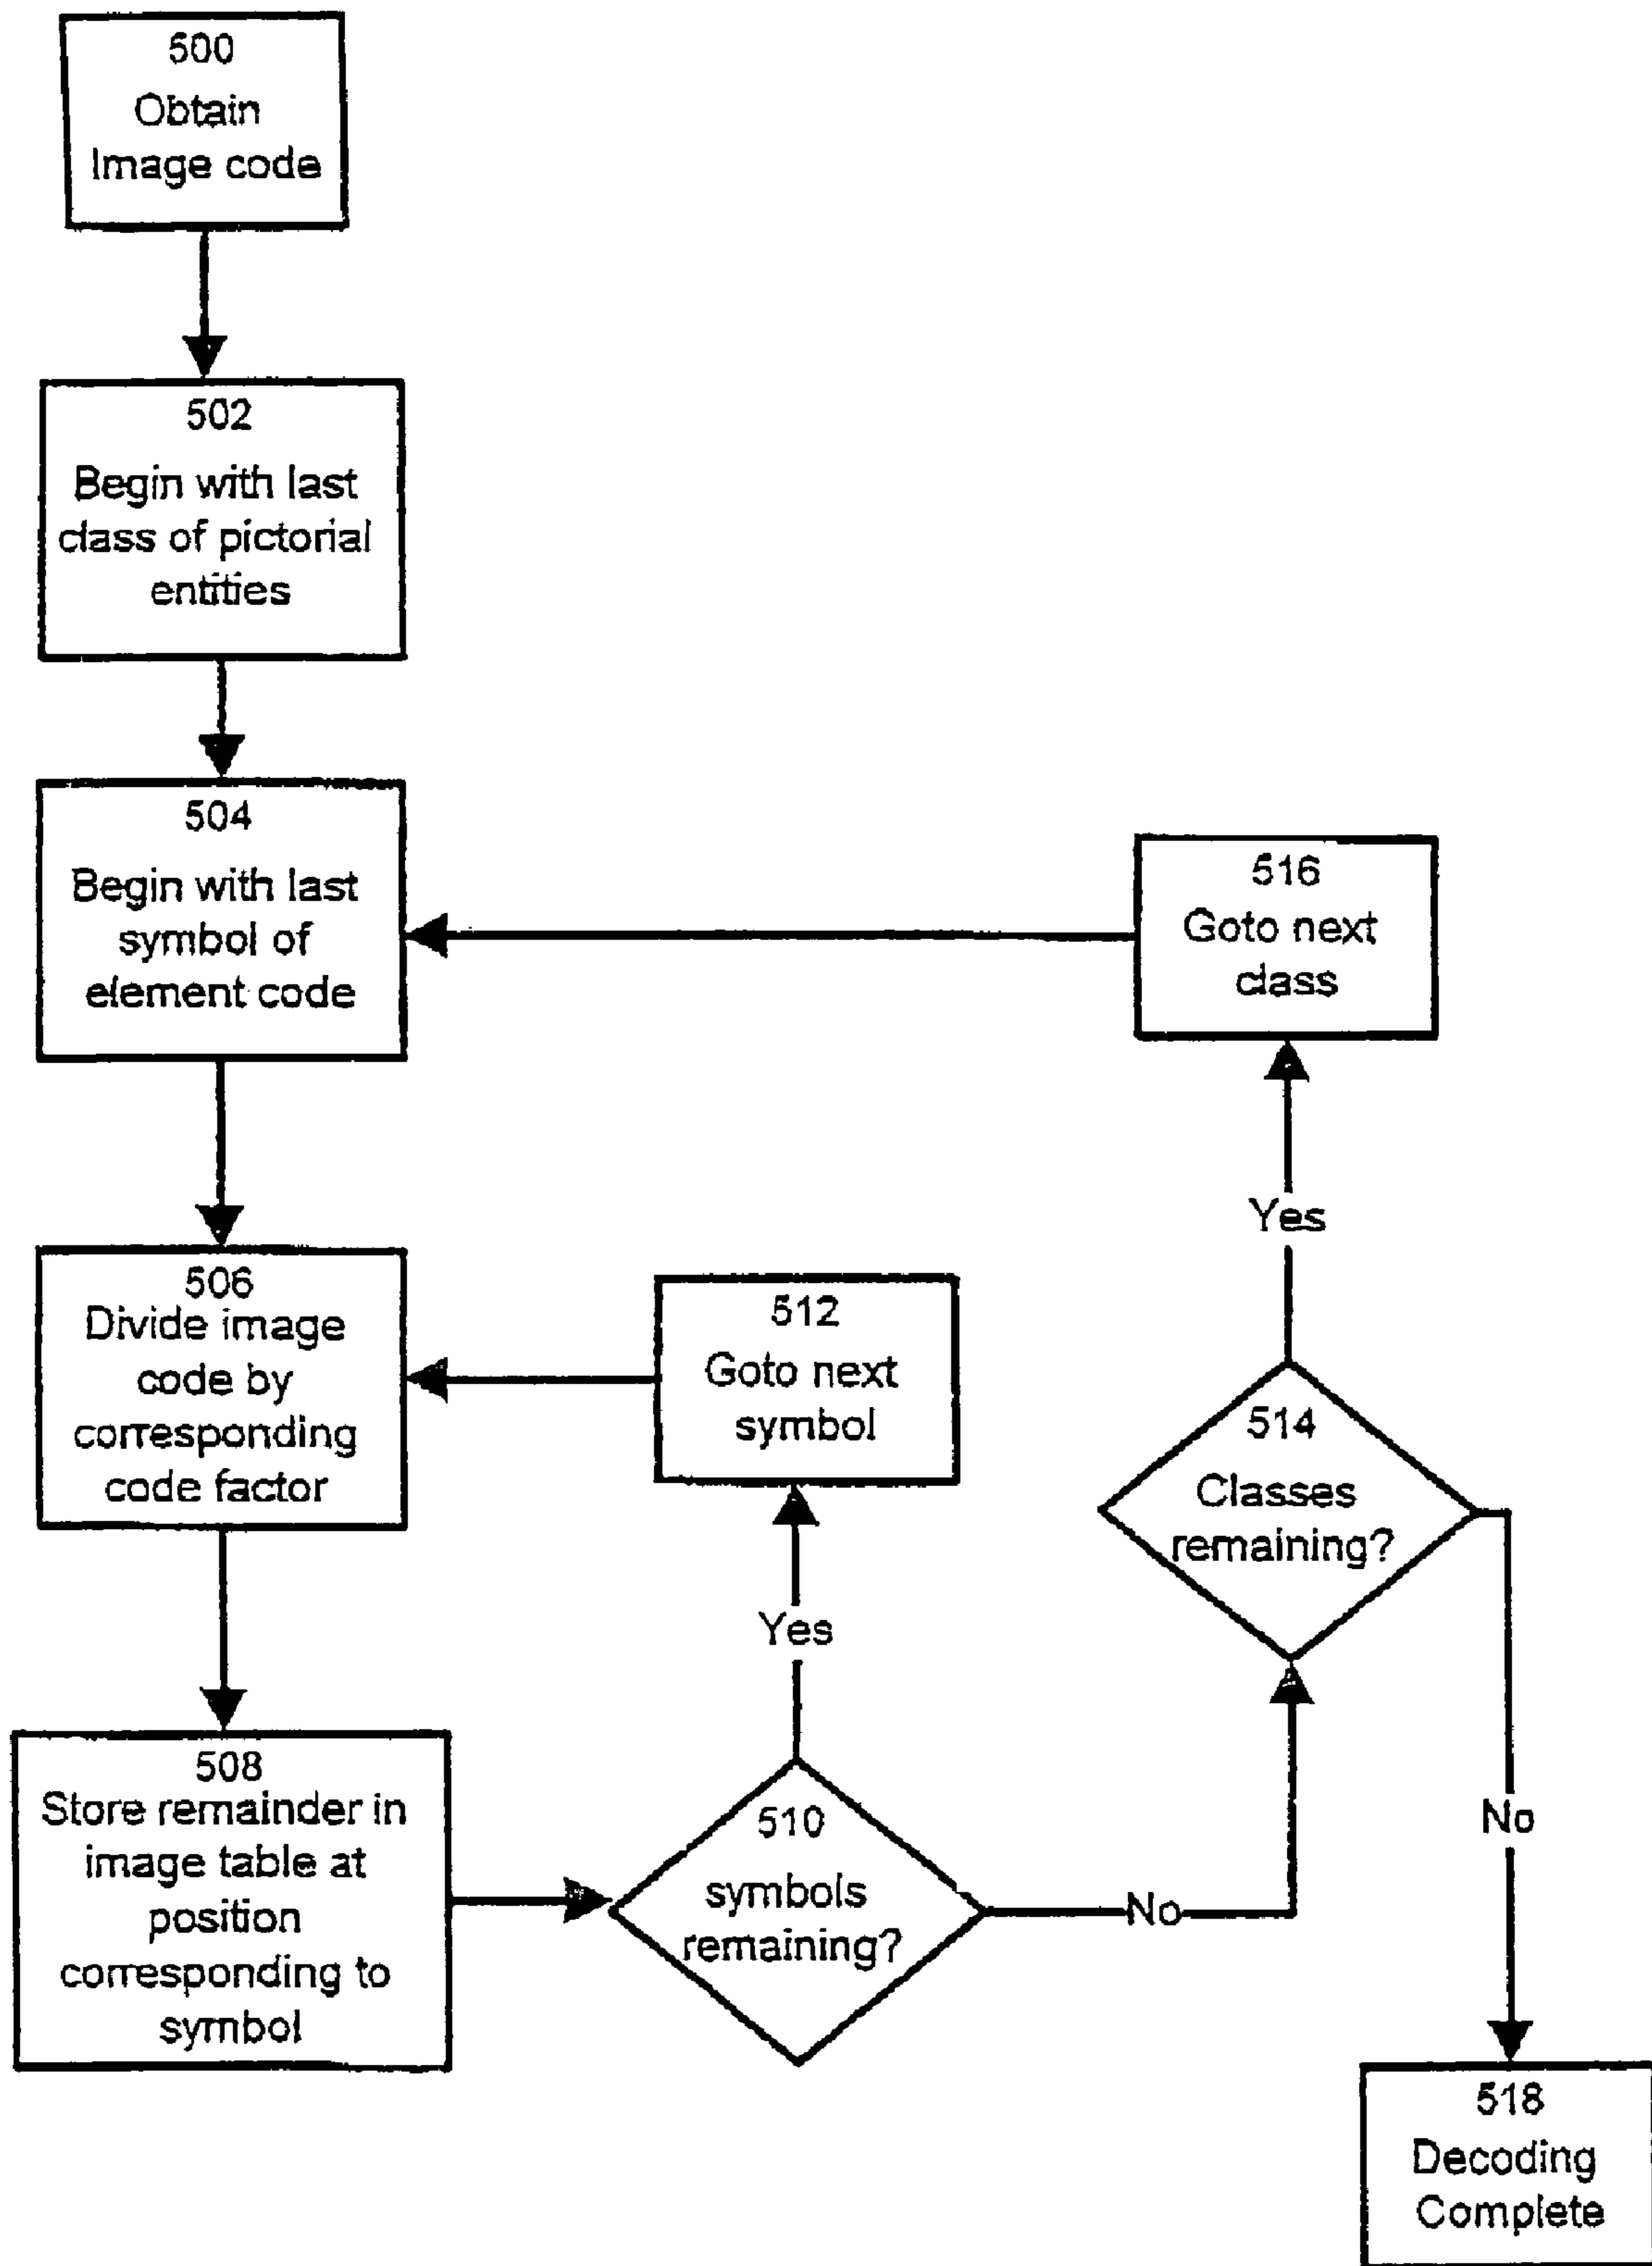 500
Obtain
Image code
502
Begin with last
class of pictorial
entities
504
Begin with last
symbol of
element code
516
Goto next
class
Yes
506
Divide image
code by
corresponding
code factor
512
Goto next
symbol
514
Classes
remaining?
Yes
508
Store remainder in
image table at
position
corresponding to
symbol
510
symbols
remaining?
No
No
518
Decoding
Complete